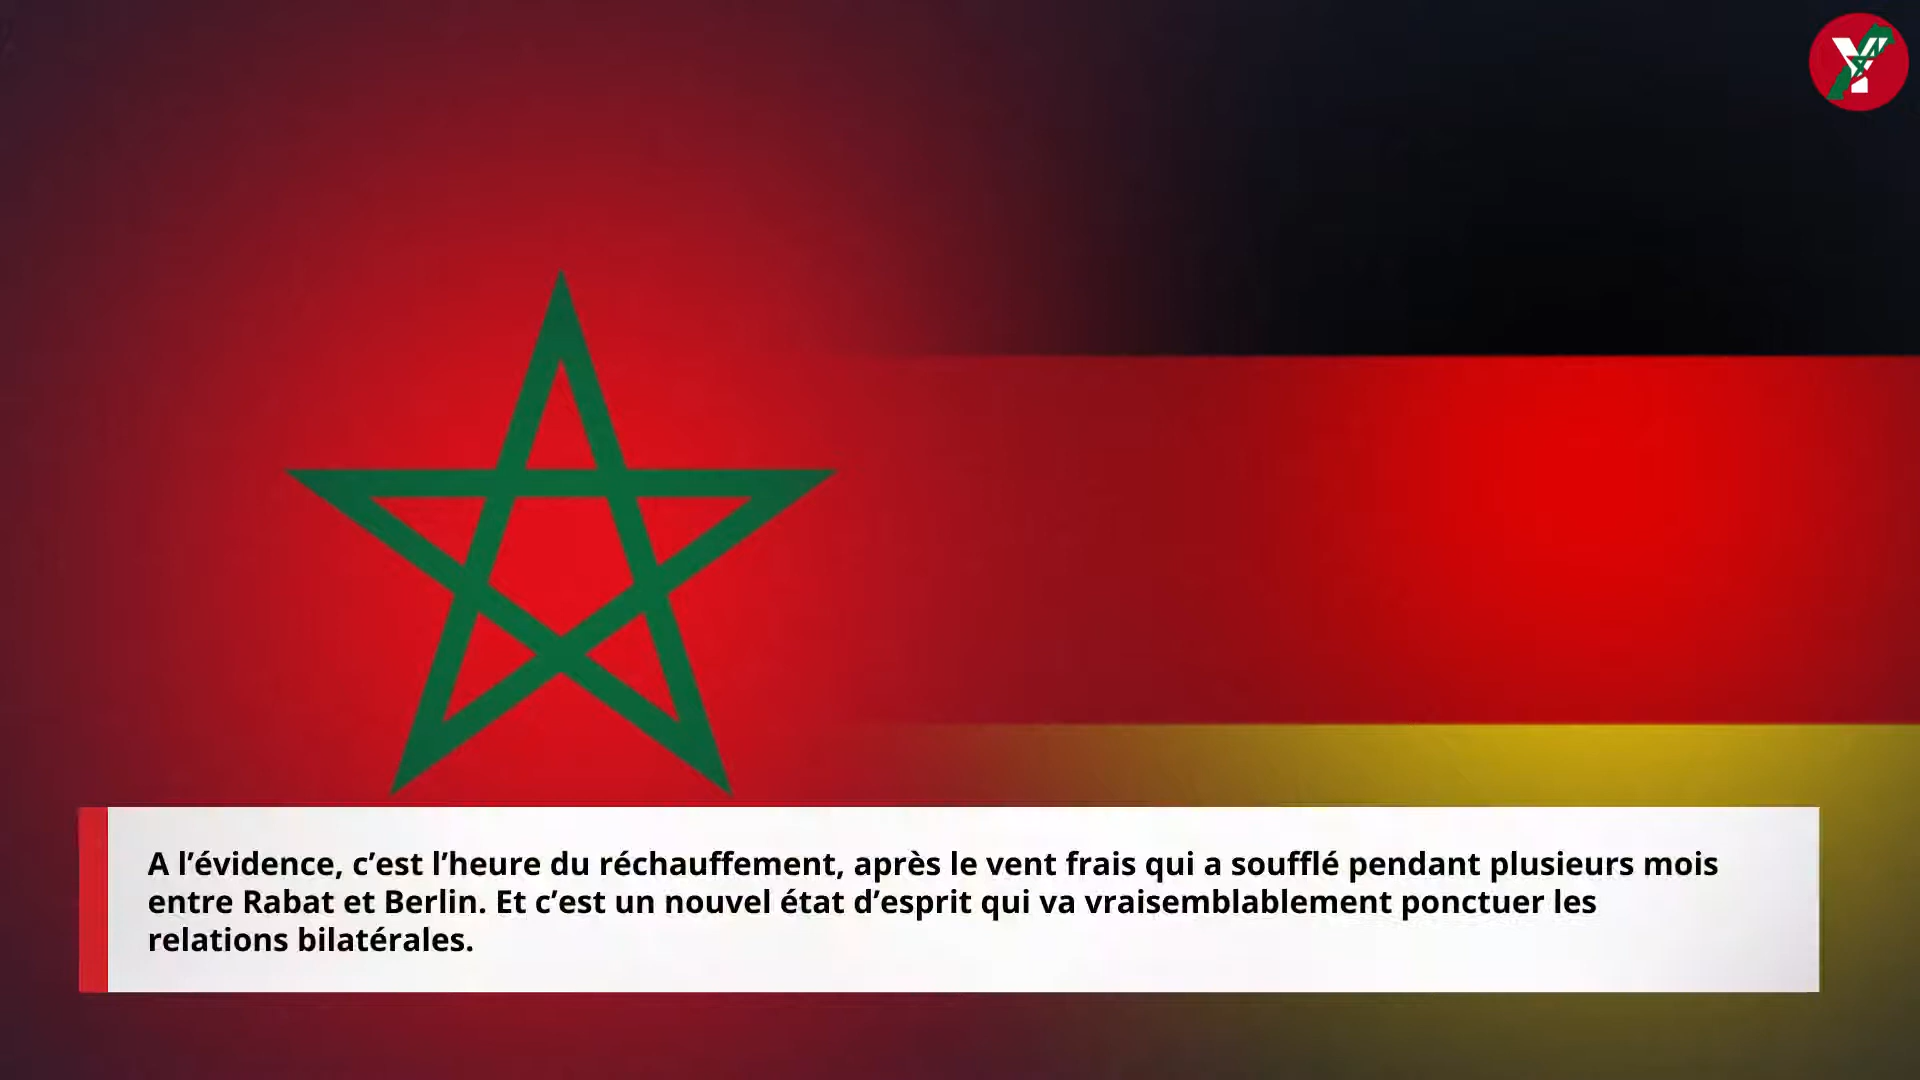 Y
A l’évidence, c’est l’heure du réchauffement, après le vent frais qui a soufflé pendant plusieurs mois
entre Rabat et Berlin. Et c’est un nouvel état d’esprit qui va vraisemblablement ponctuer les
relations bilatérales.